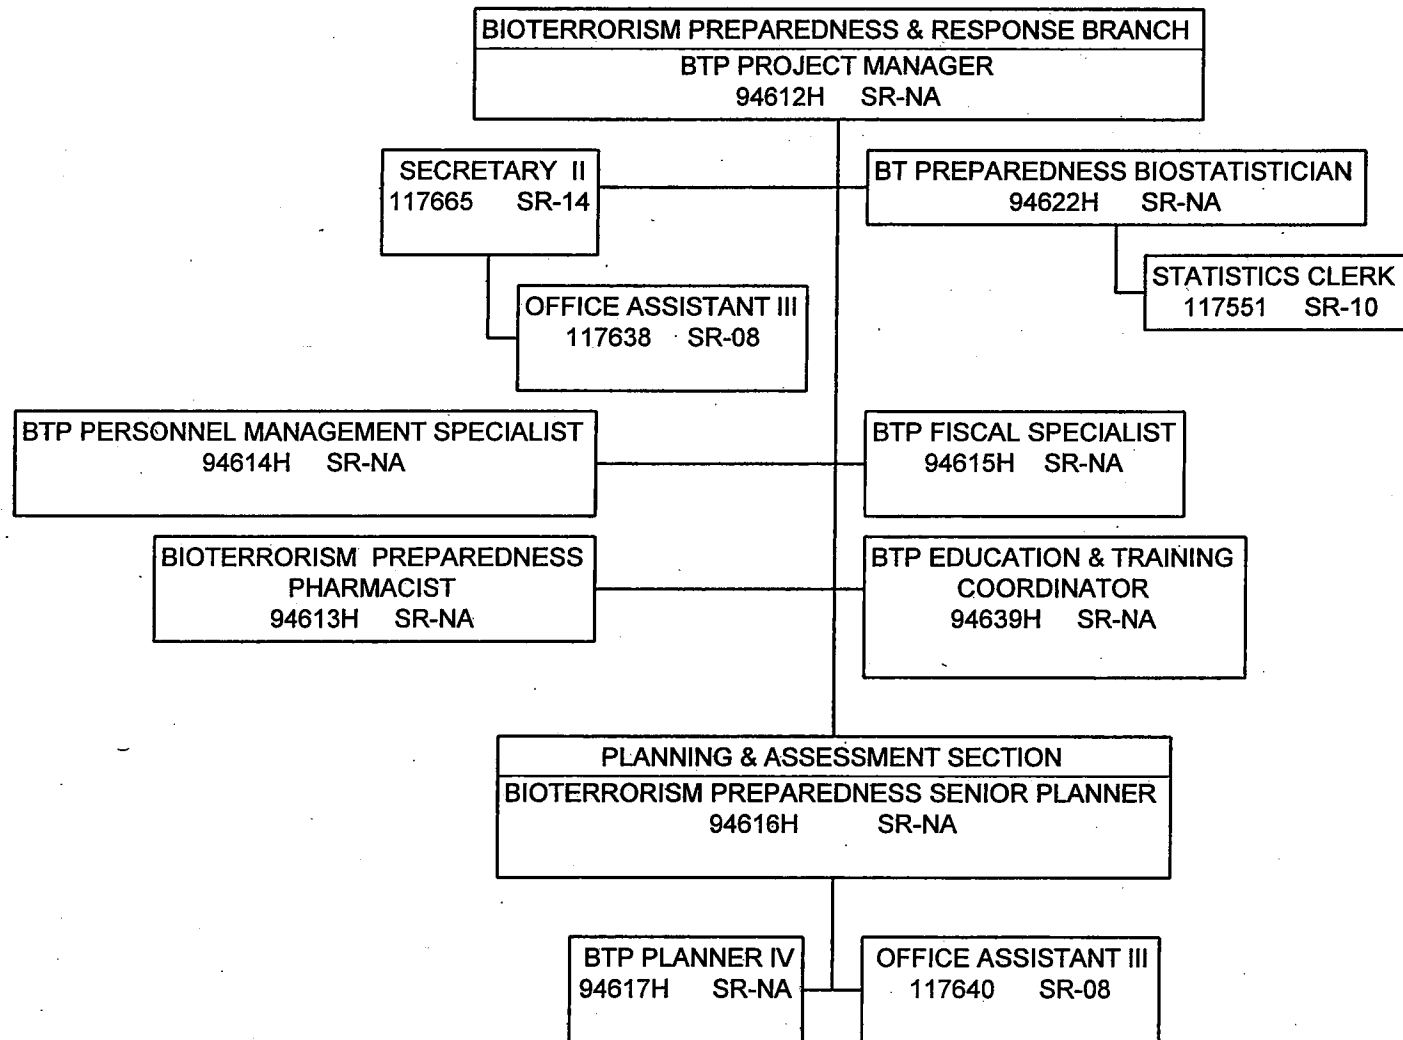 BIOTERRORISM PREPAREDNESS & RESPONSE BRANCH
BTP PROJECT MANAGER
94612H SR-NA
SECRETARY II
117665 SR-14
BT PREPAREDNESS BIOSTATISTICIAN
94622H SR-NA
OFFICE ASSISTANT III
117638 SR-08
STATISTICS CLERK
117551 SR-10
BTP PERSONNEL MANAGEMENT SPECIALIST
94614H SR-NA
BTP FISCAL SPECIALIST
94615H SR-NA
BIOTERRORISM PREPAREDNESS
PHARMACIST
94613H SR-NA
BTP EDUCATION & TRAINING
COORDINATOR
94639H SR-NA
PLANNING & ASSESSMENT SECTION
BIOTERRORISM PREPAREDNESS SENIOR PLANNER
94616H SR-NA
BTP PLANNER IV
94617H SR-NA
OFFICE ASSISTANT III
117640 SR-08